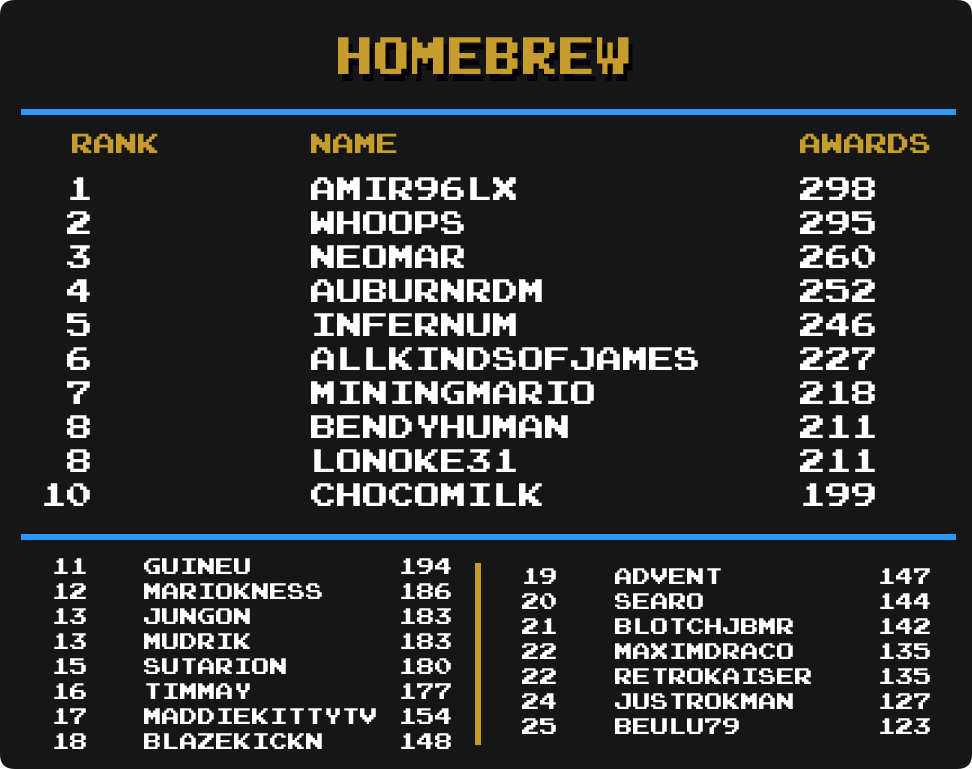 HOMEBREW
RANK NAME AWARDS
1 AMIR96LX 298
2 WHOOPS 295
3 NEOMAR 260
4 AUBURNRDM 252
5 INFERNUM 246
6 ALLKINDSOFJAMES 227
7 MININGMARIO 218
8 BENDYHUMAN 211
8 LONOKE31 211
10 CHOCOMILK 199
11 GUINEU 194
12 MARIOKNESS 186
13 JUNGON 183
13 MUDRIK 183
15 SUTARION 180
16 TIMMAY 177
17 MADDIEKITTYTV 154
18 BLAZEKICKN 148
19 ADVENT 147
20 SEARO 144
21 BLOTCHJBMR 142
22 MAXIMDRACO 135
22 RETROKAISER 135
24 JUSTROKMAN 127
25 BEULU79 123